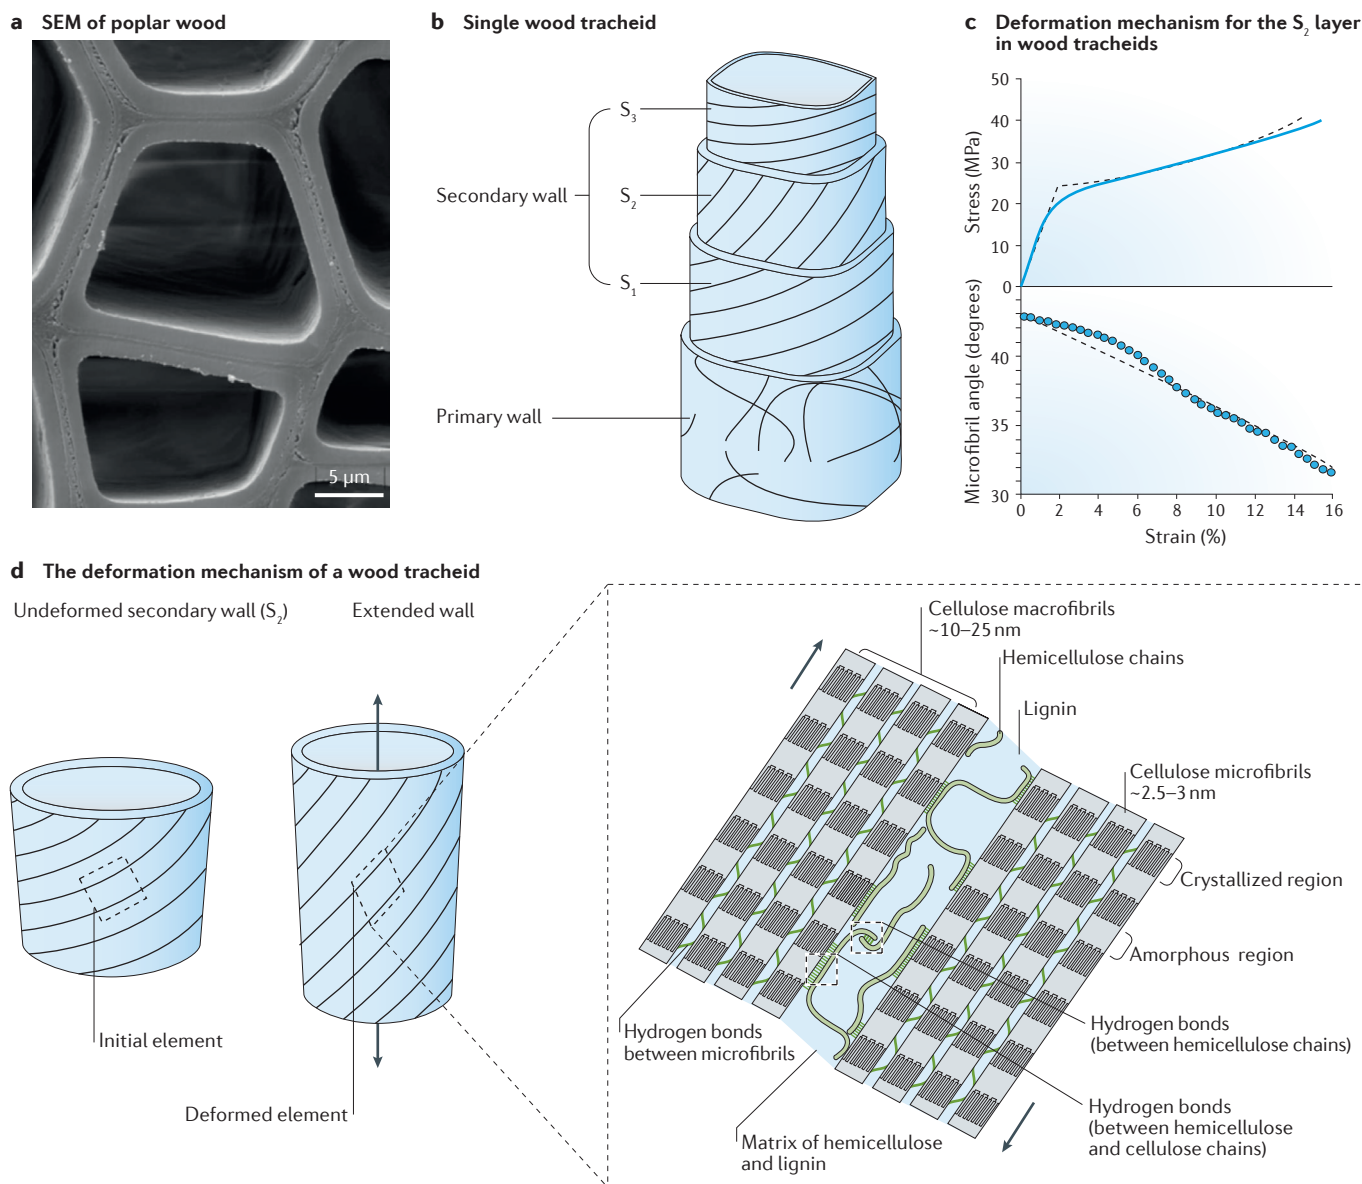 a SEM of poplar wood
5 μm
b Single wood tracheid
Secondary wall
S3
S2
S1
Primary wall
c Deformation mechanism for the S2 layer
in wood tracheids
Stress (MPa)
50
40
30
20
10
0
Microfibril angle (degrees)
40
35
30
0 2 4 6 8 10 12 14 16
Strain (%)
d The deformation mechanism of a wood tracheid
Undeformed secondary wall (S2)
Extended wall
Initial element
Deformed element
Cellulose macrofibrils
~10–25 nm
Hemicellulose chains
Lignin
Cellulose microfibrils
~2.5–3 nm
Crystallized region
Amorphous region
Hydrogen bonds
between microfibrils
Hydrogen bonds
(between hemicellulose chains)
Hydrogen bonds
(between hemicellulose
and cellulose chains)
Matrix of hemicellulose
and lignin